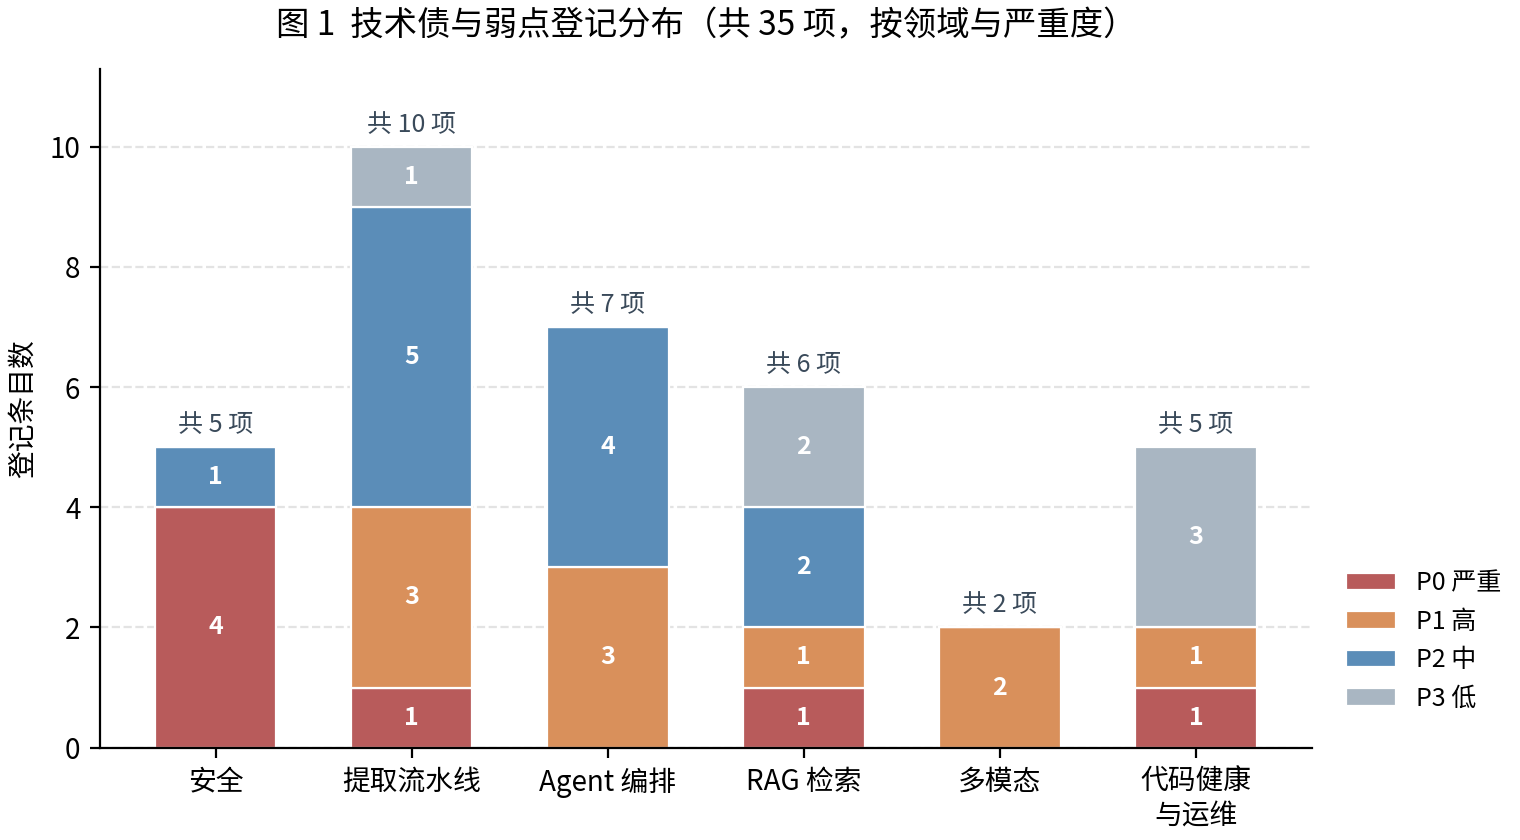 图 1 技术债与弱点登记分布（共 35 项，按领域与严重度）
登记条目数
10
8
6
4
2
0
共 5 项
1
4
共 10 项
1
5
3
1
共 7 项
4
3
共 6 项
2
2
1
1
共 2 项
2
共 5 项
3
1
1
安全
提取流水线
Agent 编排
RAG 检索
多模态
代码健康
与运维
P0 严重
P1 高
P2 中
P3 低